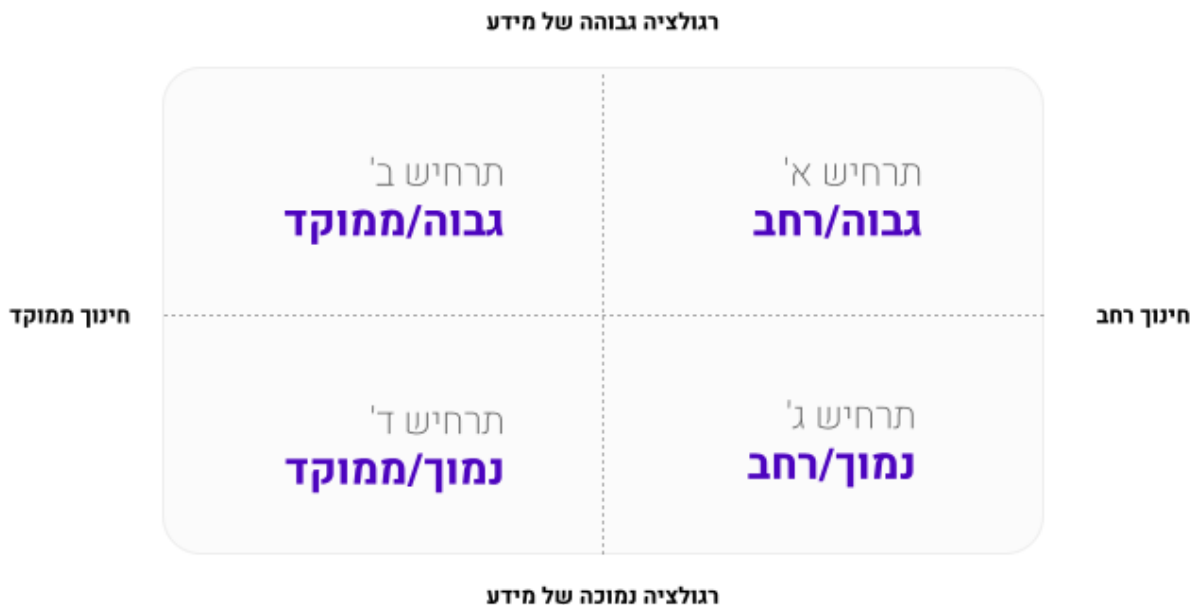 רגולציה גבוהה של מידע
תרחיש א'
גבוה/רחב
תרחיש ב'
גבוה/ממוקד
חינוך רחב
חינוך ממוקד
תרחיש ג'
נמוך/רחב
תרחיש ד'
נמוך/ממוקד
רגולציה נמוכה של מידע